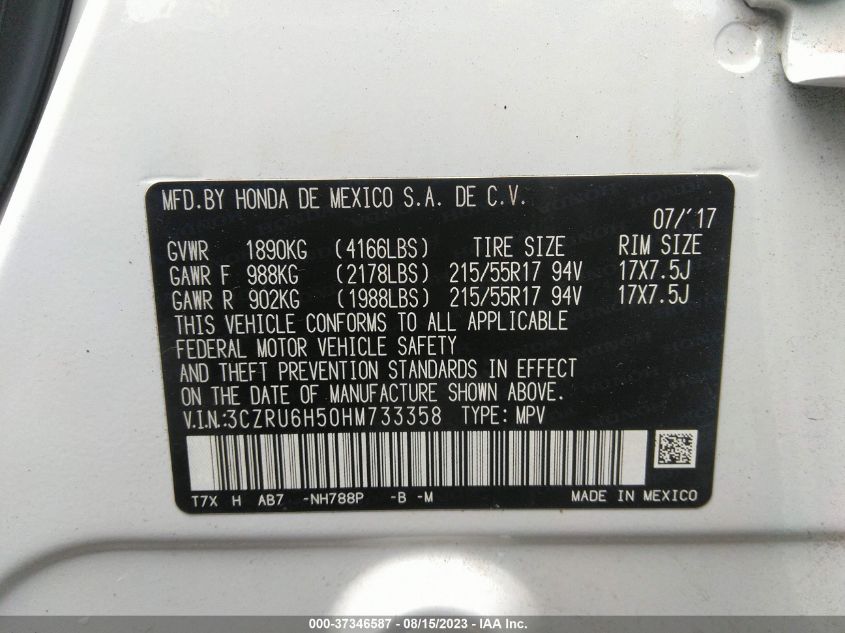 MFD.BY HONDA DE MEXICO S.A. DE C.V.
07/'17
GVWR 1890KG (4166LBS) TIRE SIZE RIM SIZE
GAWR F 988KG (2178LBS) 215/55R17 94V 17X7.5J
GAWR R 902KG (1988LBS) 215/55R17 94V 17X7.5J
THIS VEHICLE CONFORMS TO ALL APPLICABLE
FEDERAL MOTOR VEHICLE SAFETY
AND THEFT PREVENTION STANDARDS IN EFFECT
ON THE DATE OF MANUFACTURE SHOWN ABOVE.
V.I.N.:3CZRU6H50HM733358 TYPE: MPV
T7X H AB7 -NH788P -B -M MADE IN MEXICO
000-37346587 - 08/15/2023 - IAA Inc.